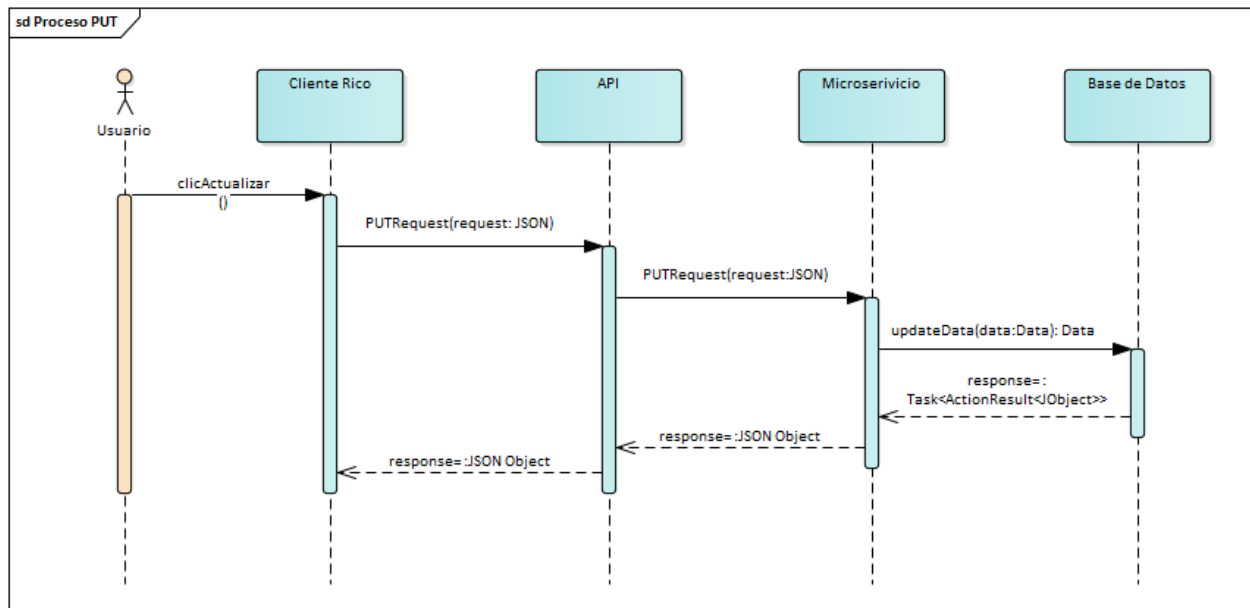 sd Proceso PUT
Cliente Rico
API
Microserivicio
Base de Datos
Usuario
clicActualizar
()
PUTRequest(request: JSON)
PUTRequest(request:JSON)
updateData(data:Data): Data
response= :
Task<ActionResult<JObject>>
response= :JSON Object
response= :JSON Object